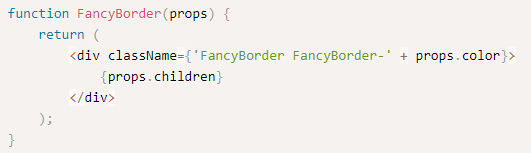 function FancyBorder(props) {
    return (
        <div className={'FancyBorder FancyBorder-' + props.color}>
            {props.children}
        </div>
    );
}